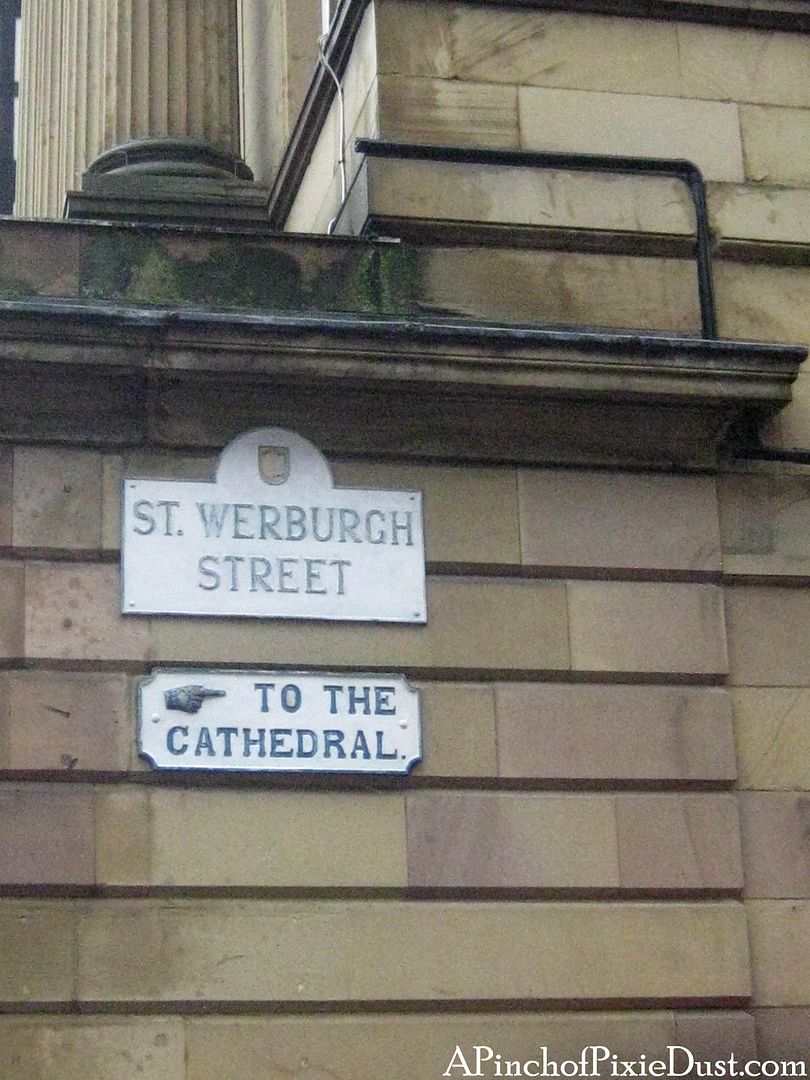 ST. WERBURGH
STREET
TO THE
CATHEDRAL.
APinchofPixieDust.com